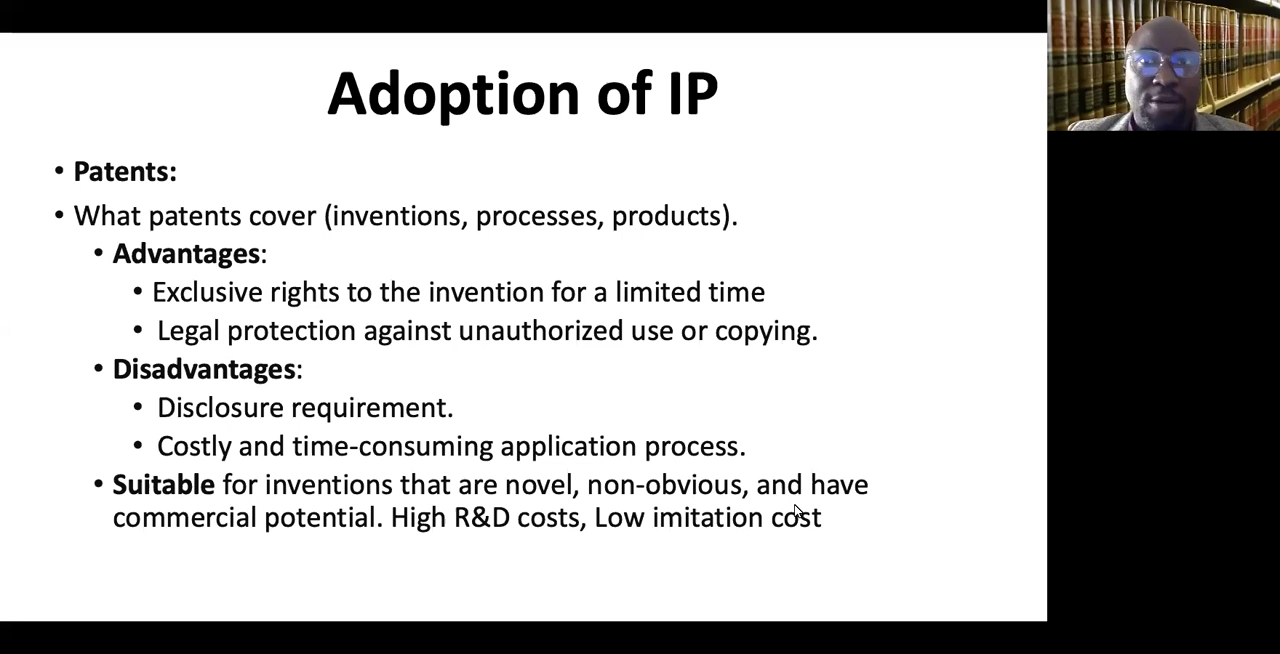 Adoption of IP
• Patents:
• What patents cover (inventions, processes, products).
• Advantages:
• Exclusive rights to the invention for a limited time
• Legal protection against unauthorized use or copying.
• Disadvantages:
• Disclosure requirement.
• Costly and time-consuming application process.
• Suitable for inventions that are novel, non-obvious, and have
commercial potential. High R&D costs, Low imitation cost